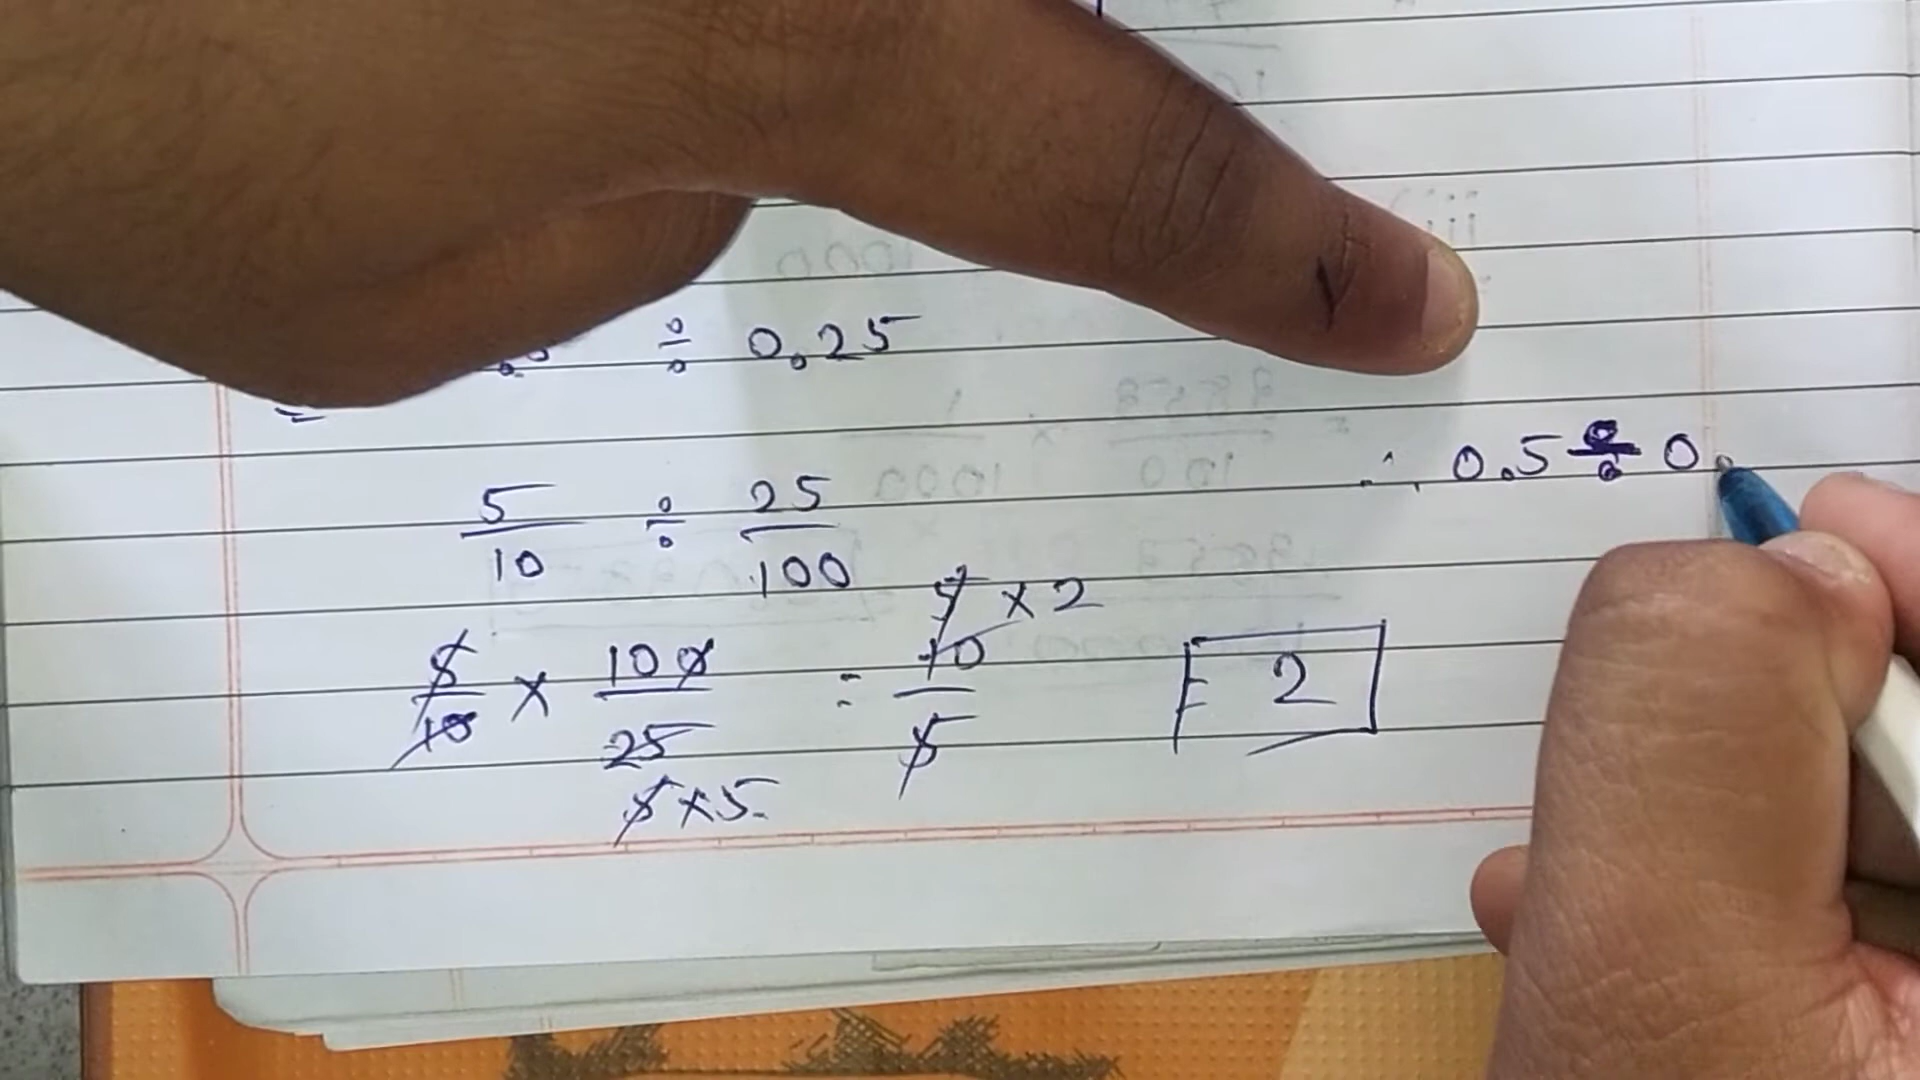 ÷ 0.25
=
5/10 ÷ 25/100
∴ 0.5 ÷ 0.
5 × 2
5/10 × 100/25 = 10/5 = 2
5×5